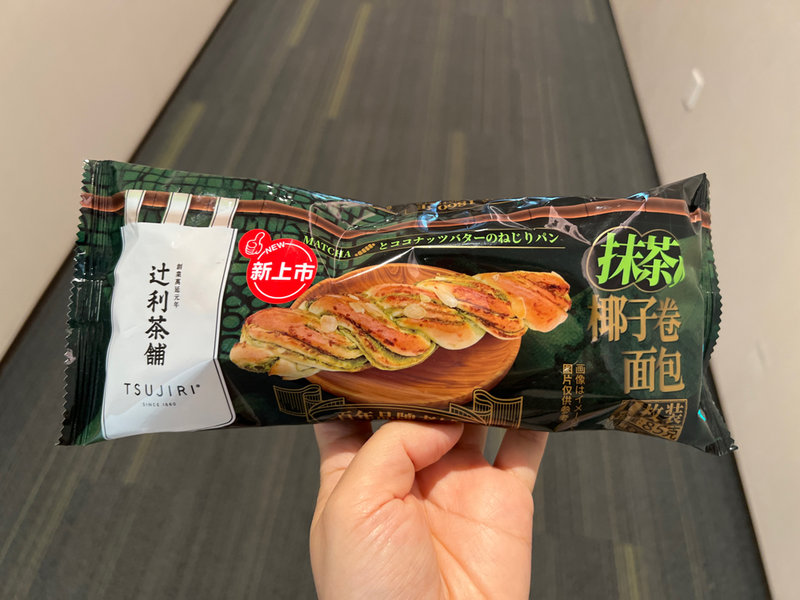 創業萬延元年
辻利茶舗
TSUJIRI®
SINCE 1860
NEW
新上市
MATCHA
とココナッツバターのねじりパン
抹茶
椰子卷
面包
画像はイメー
图片仅供参考
装